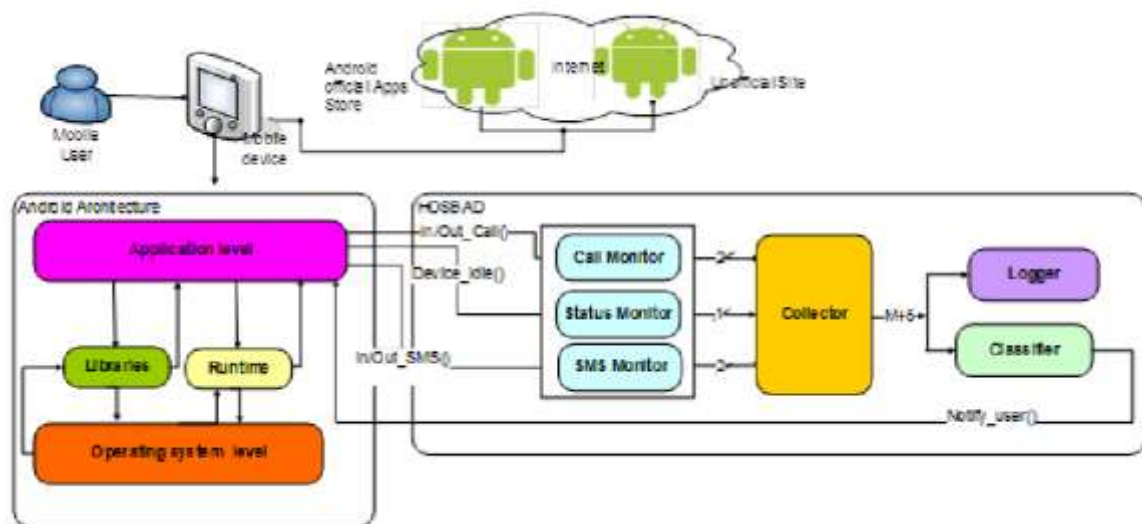 Android
official Apps
Store
Internet
Unofficial Site
Mobile
User
Mobile
device
Android Architecture
HOSBAD
Application level
In/Out_Call()
Device_idle()
In/Out_SMS()
Call Monitor
Status Monitor
SMS Monitor
2
1
2
Collector
M+5
Logger
Classifier
Libraries
Runtime
Notify_user()
Operating system level